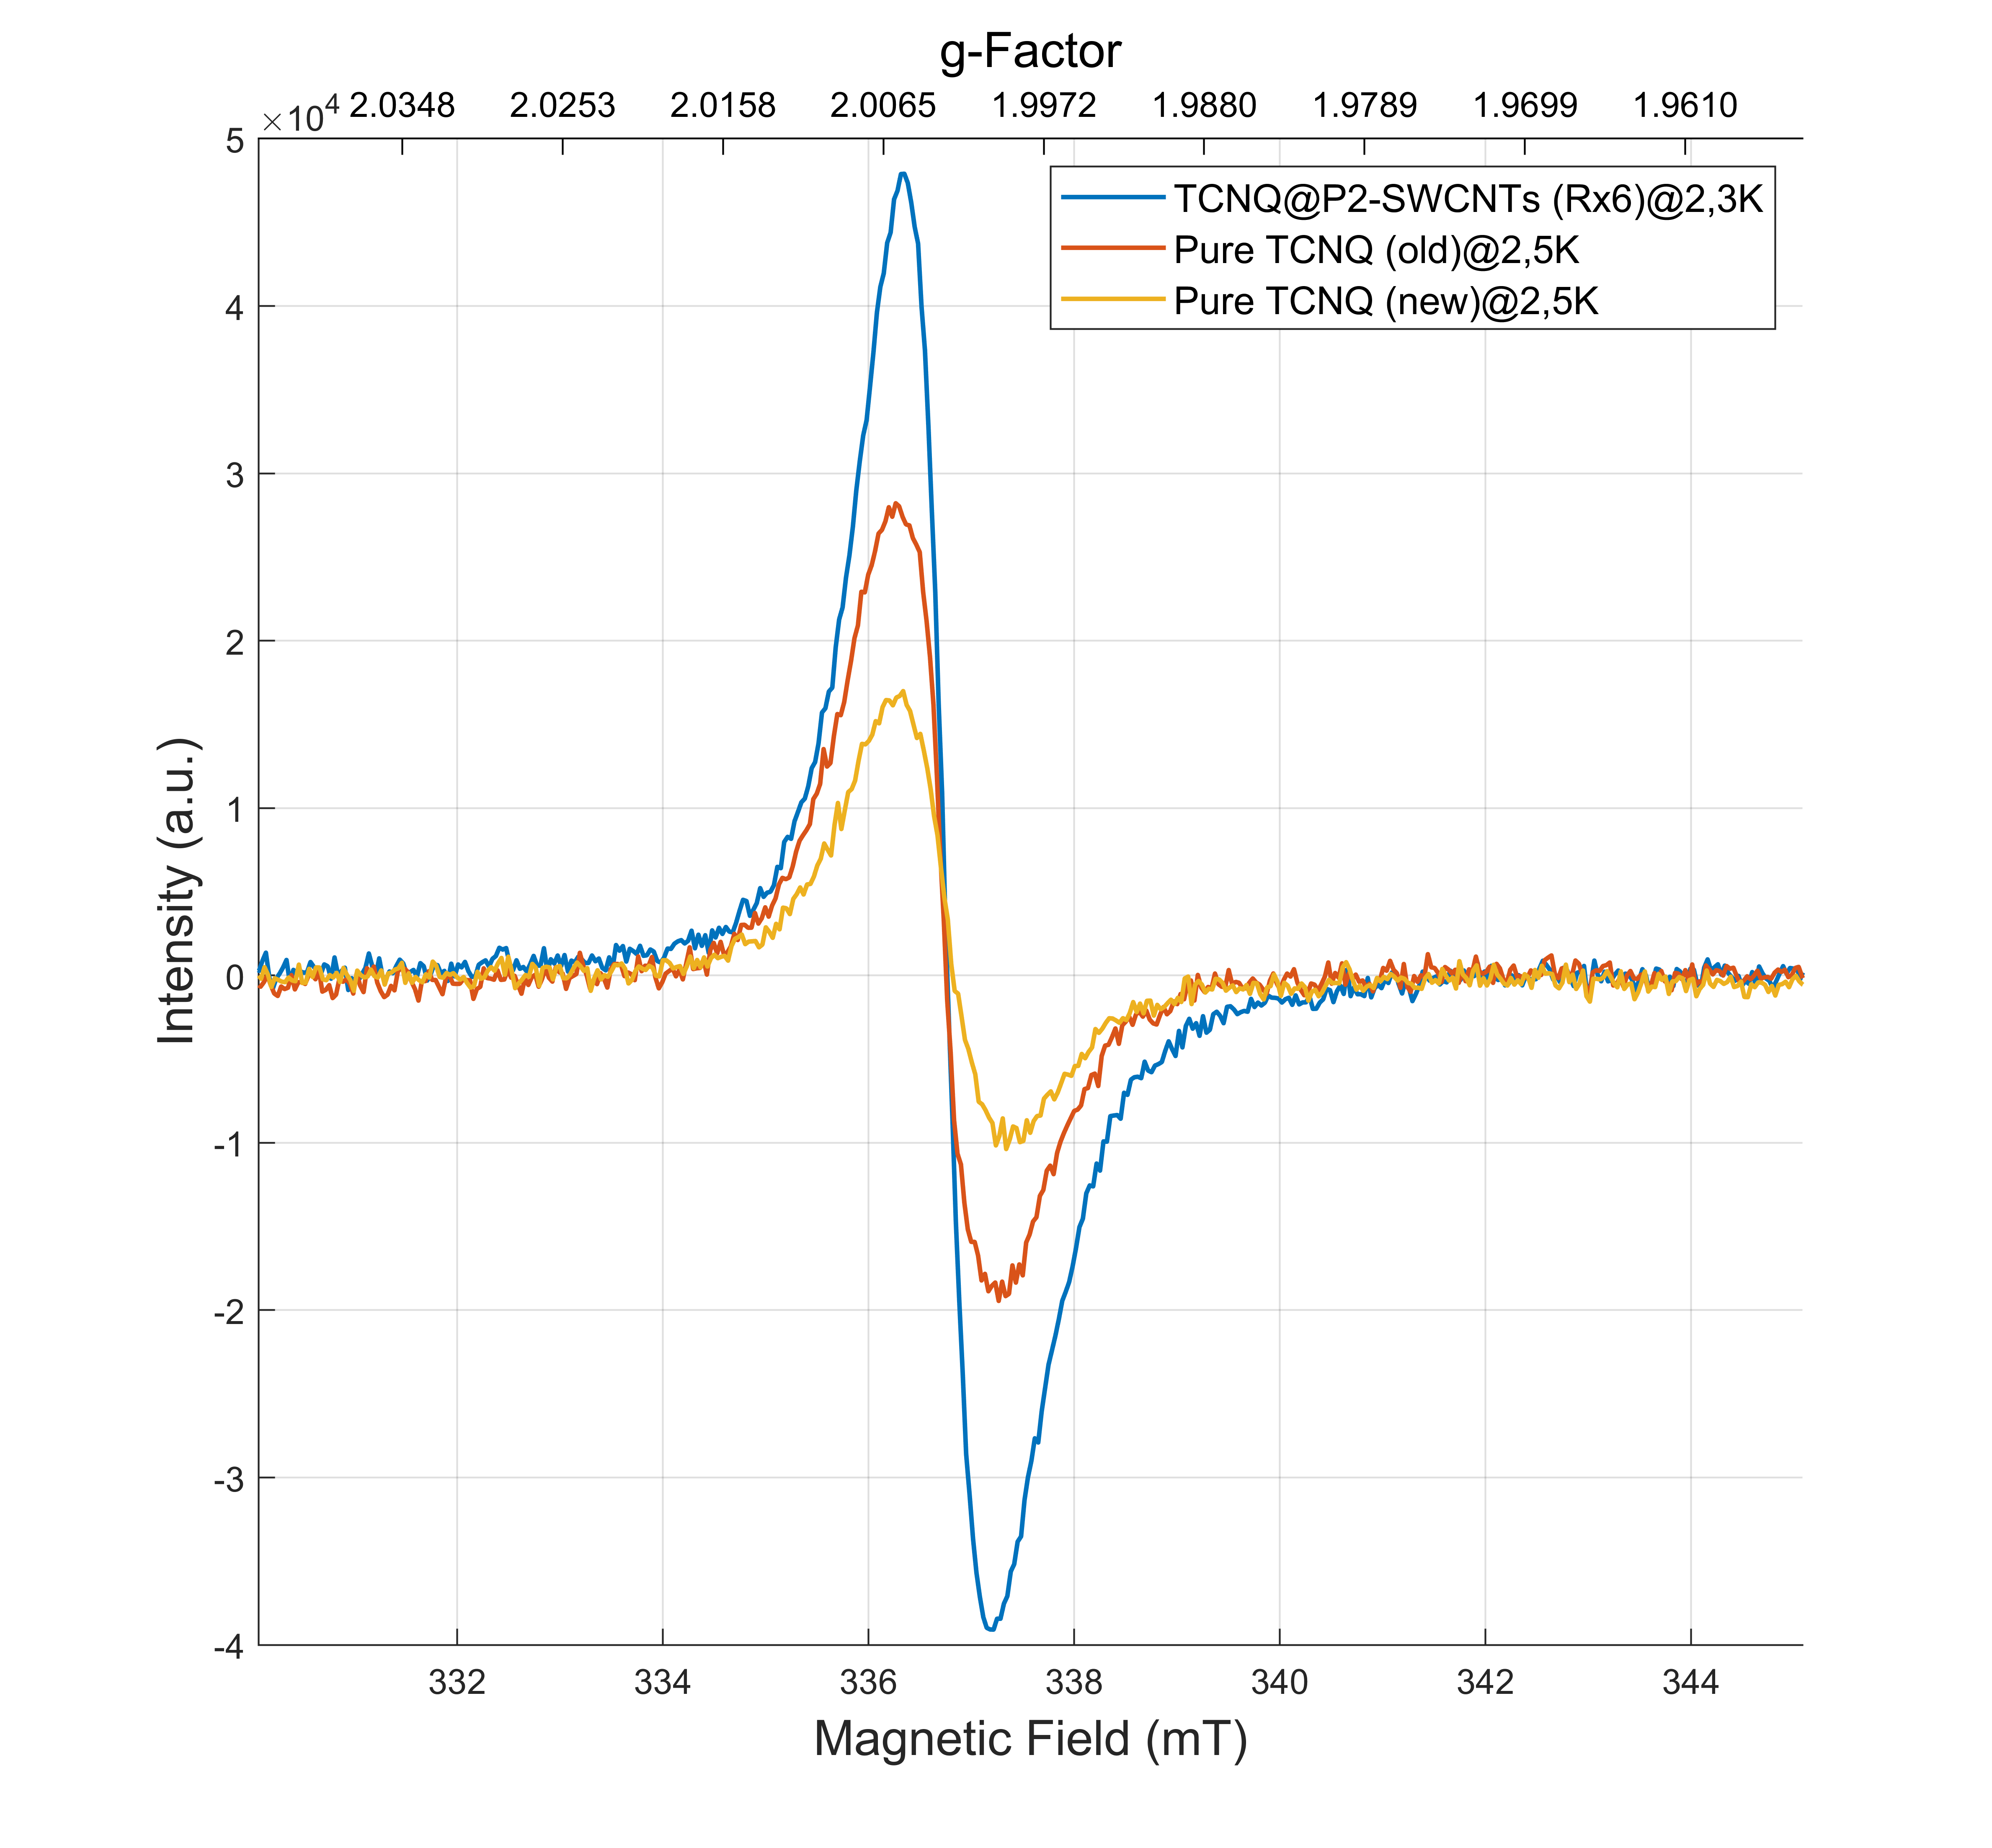 g-Factor
2.0348 2.0253 2.0158 2.0065 1.9972 1.9880 1.9789 1.9699 1.9610
×10^4
5
4
3
2
1
0
-1
-2
-3
-4
TCNQ@P2-SWCNTs (Rx6)@2,3K
Pure TCNQ (old)@2,5K
Pure TCNQ (new)@2,5K
Intensity (a.u.)
332 334 336 338 340 342 344
Magnetic Field (mT)